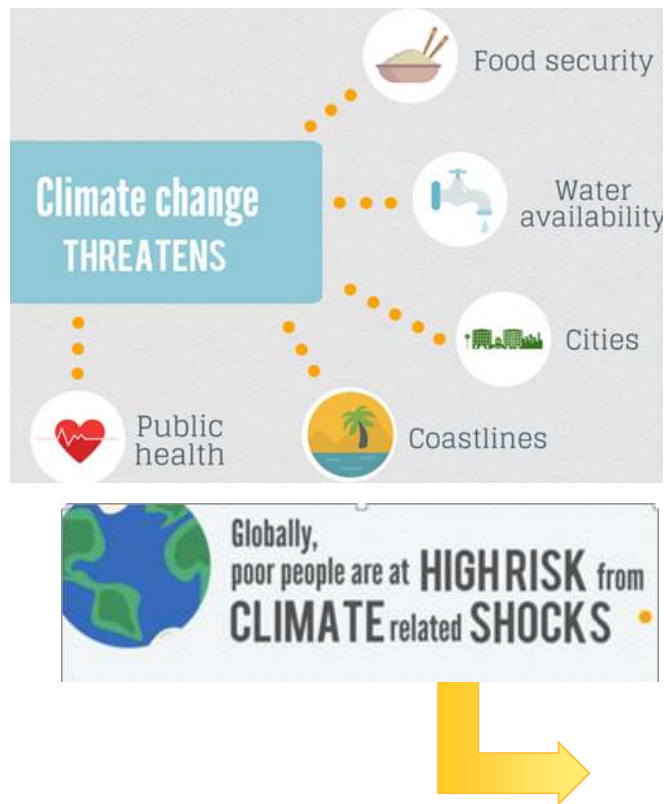 Food security
Climate change
THREATENS
Water
availability
Cities
Public
health
Coastlines
Globally,
poor people are at HIGH RISK from
CLIMATE related SHOCKS